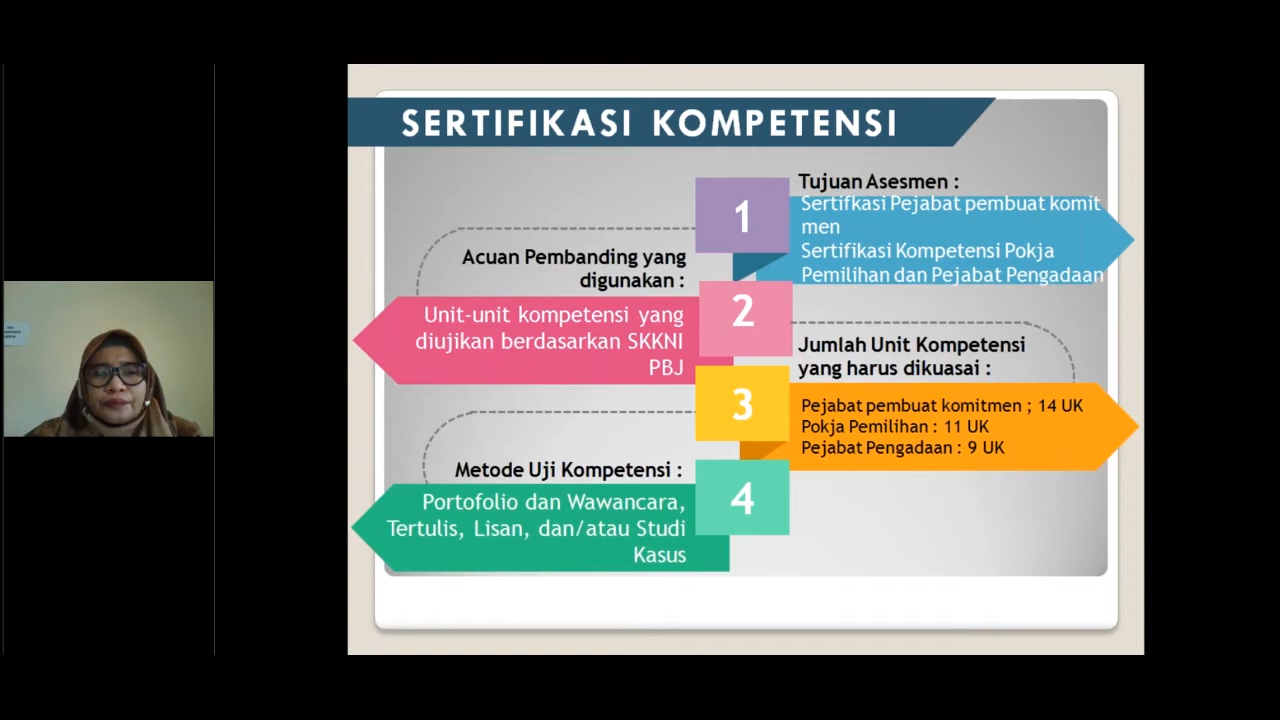 SERTIFIKASI KOMPETENSI
1
Tujuan Asesmen :
Sertifkasi Pejabat pembuat komit
men
Sertifikasi Kompetensi Pokja
Pemilihan dan Pejabat Pengadaan
Acuan Pembanding yang
digunakan :
2
Unit-unit kompetensi yang
diujikan berdasarkan SKKNI
PBJ
Jumlah Unit Kompetensi
yang harus dikuasai :
3
Pejabat pembuat komitmen ; 14 UK
Pokja Pemilihan : 11 UK
Pejabat Pengadaan : 9 UK
Metode Uji Kompetensi :
4
Portofolio dan Wawancara,
Tertulis, Lisan, dan/atau Studi
Kasus